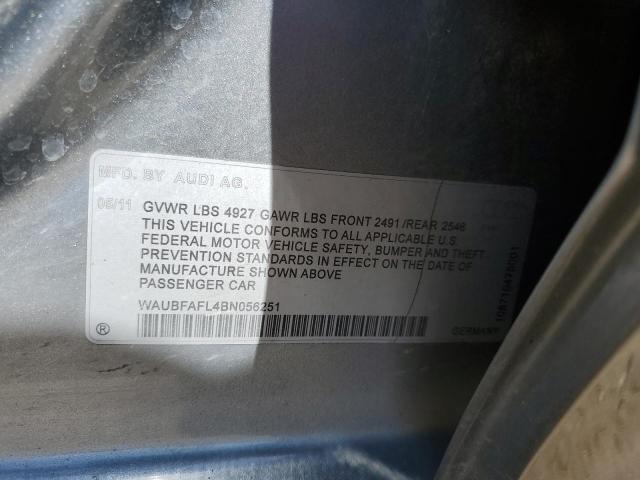 MFD. BY AUDI AG.
06/11 GVWR LBS 4927 GAWR LBS FRONT 2491/REAR 2546
THIS VEHICLE CONFORMS TO ALL APPLICABLE U.S.
FEDERAL MOTOR VEHICLE SAFETY, BUMPER AND THEFT
PREVENTION STANDARDS IN EFFECT ON THE DATE OF
MANUFACTURE SHOWN ABOVE
PASSENGER CAR
WAUBFAFL4BN056251
® GERMANY